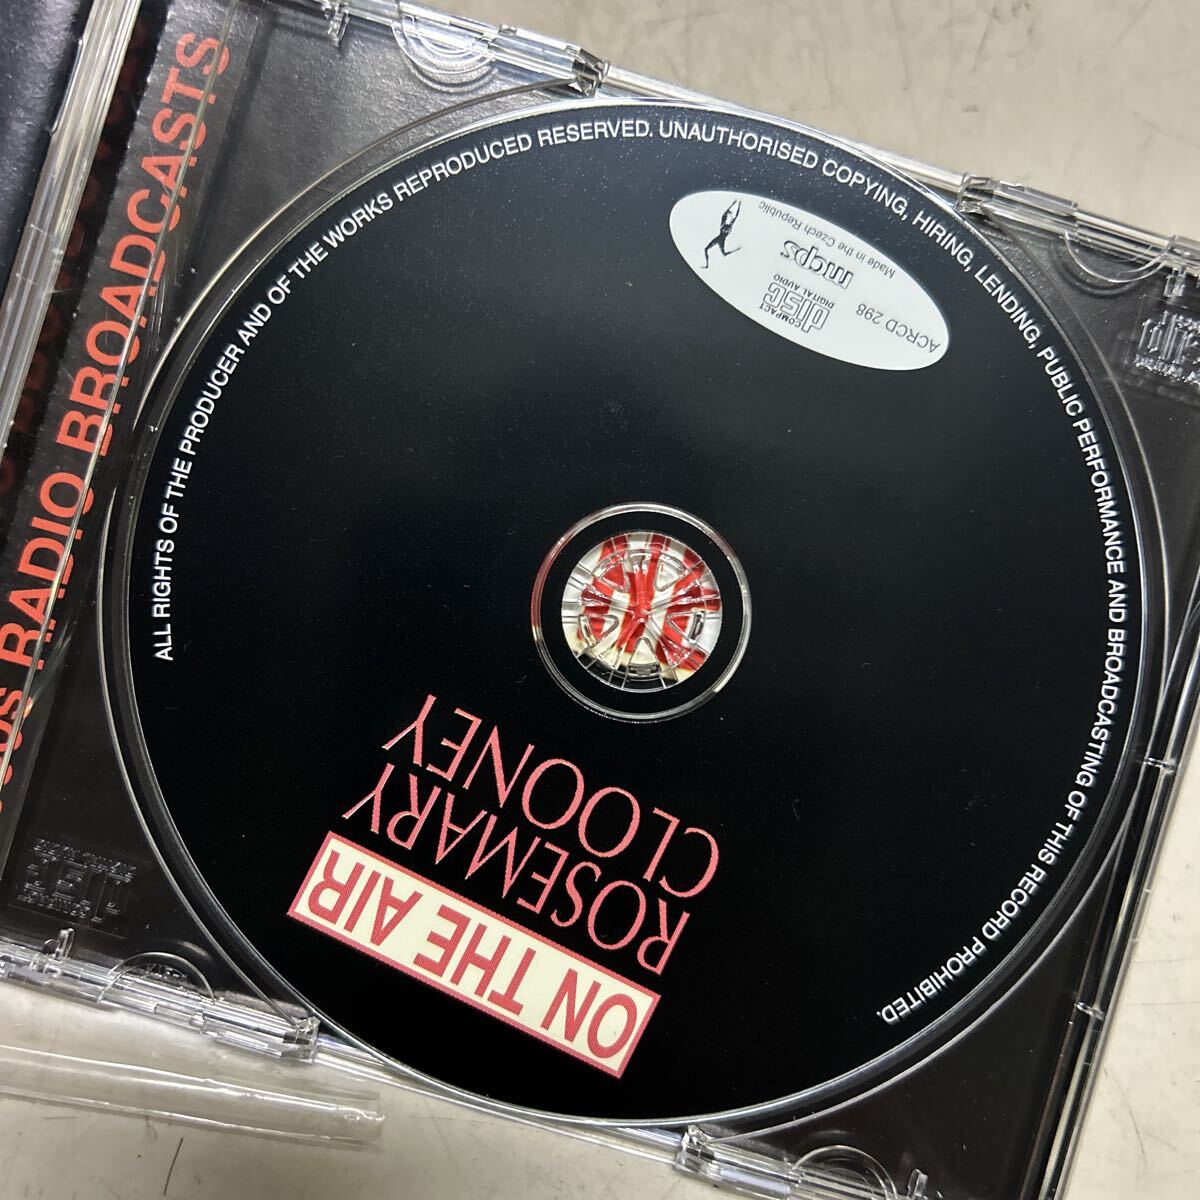 ON THE AIR
ROSEMARY
CLOONEY
ALL RIGHTS OF THE PRODUCER AND OF THE WORKS REPRODUCED RESERVED. UNAUTHORISED COPYING, HIRING, LENDING, PUBLIC PERFORMANCE AND BROADCASTING OF THIS RECORD PROHIBITED.
ACRCD 298
COMPACT
disc
DIGITAL AUDIO
mcps
Made in the Czech Republic
RADIO BROADCASTS